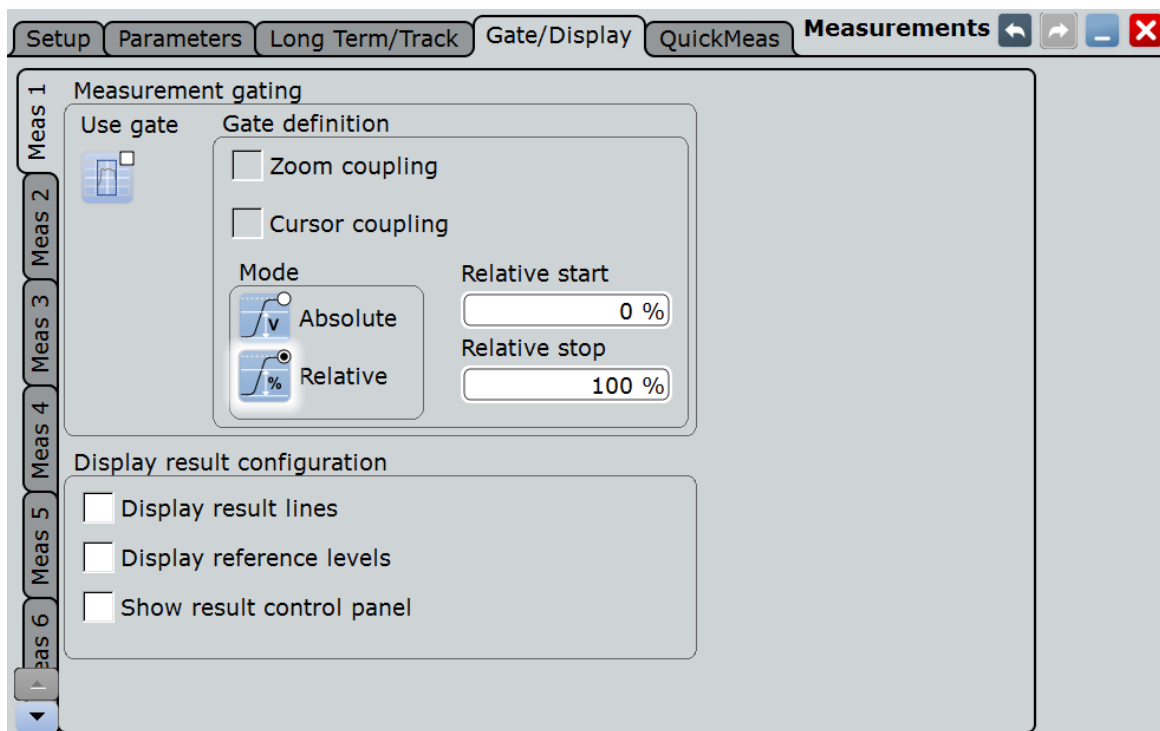 Setup Parameters Long Term/Track Gate/Display QuickMeas Measurements
Meas 1
Meas 2
Meas 3
Meas 4
Meas 5
eas 6
Measurement gating
Use gate Gate definition
Zoom coupling
Cursor coupling
Mode Relative start
V Absolute 0 %
Relative stop
% Relative 100 %
Display result configuration
Display result lines
Display reference levels
Show result control panel